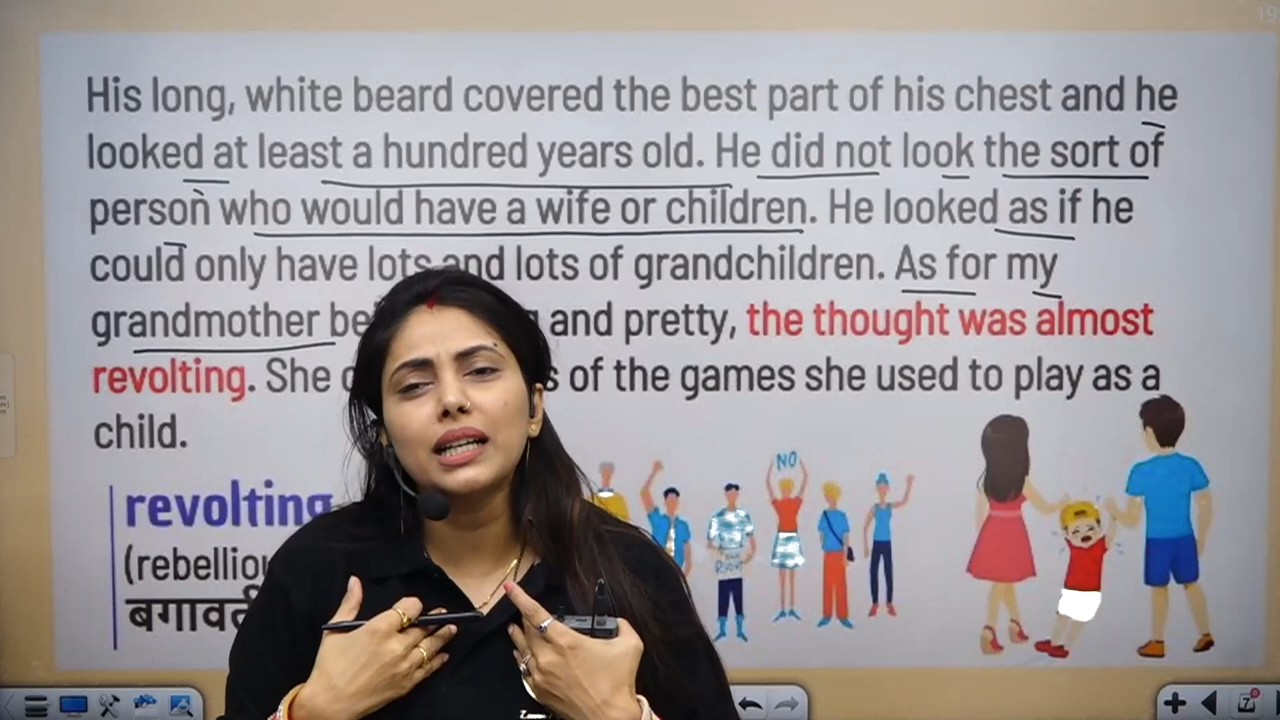 His long, white beard covered the best part of his chest and he
looked at least a hundred years old. He did not look the sort of
person who would have a wife or children. He looked as if he
could only have lots and lots of grandchildren. As for my
grandmother and pretty, the thought was almost
revolting. She of the games she used to play as a
child.
revolting
NO